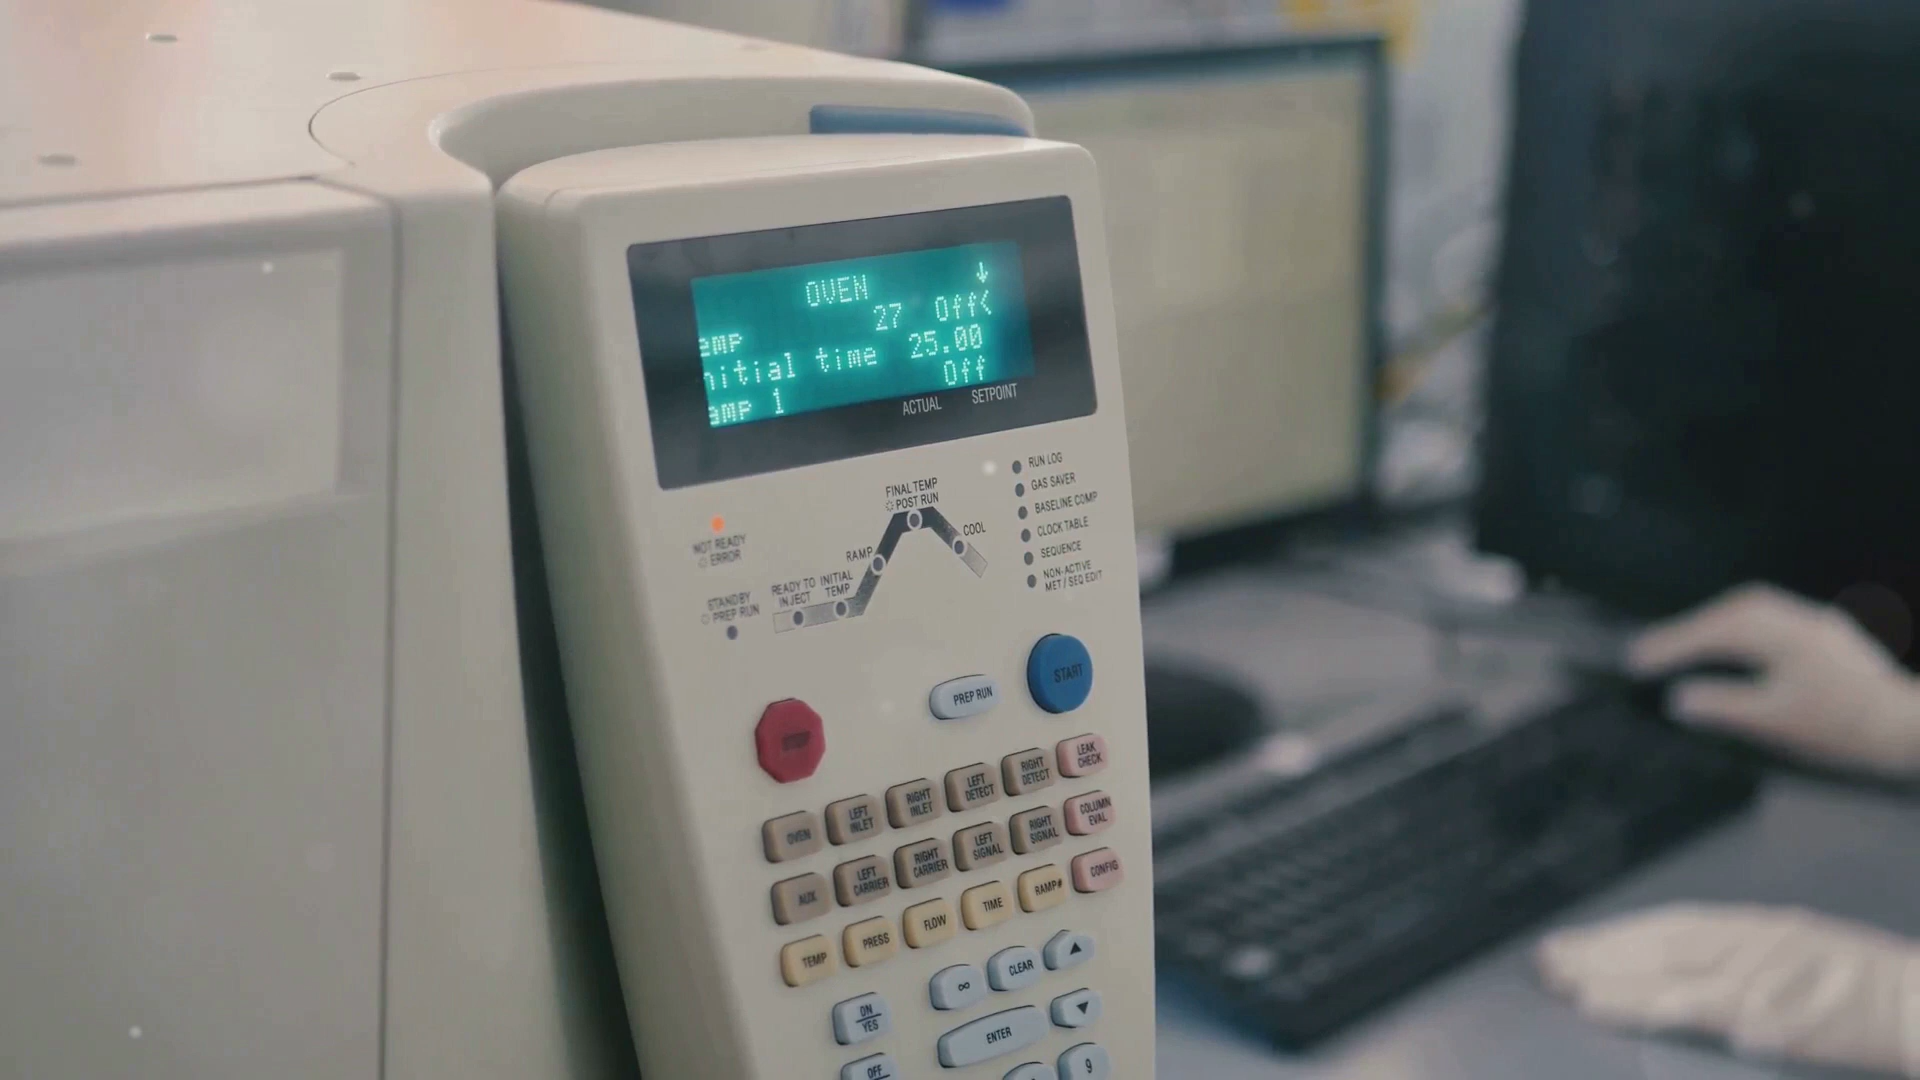 OVEN ↓
emp 27 Off<
nitial time 25.00
amp 1 Off
ACTUAL SETPOINT
NOT READY
ERROR
STANDBY
PREP RUN
READY TO
INJECT
INITIAL
TEMP
RAMP
FINAL TEMP
POST RUN
COOL
RUN LOG
GAS SAVER
BASELINE COMP
CLOCK TABLE
SEQUENCE
NON-ACTIVE
MET / SEQ EDIT
STOP
PREP RUN
START
OVEN
LEFT
INLET
RIGHT
INLET
LEFT
DETECT
RIGHT
DETECT
LEAK
CHECK
AUX
LEFT
CARRIER
RIGHT
CARRIER
LEFT
SIGNAL
RIGHT
SIGNAL
COLUMN
EVAL
TEMP
PRESS
FLOW
TIME
RAMP#
CONFIG
ON
YES
∞
CLEAR
▲
ENTER
▼
OFF
9